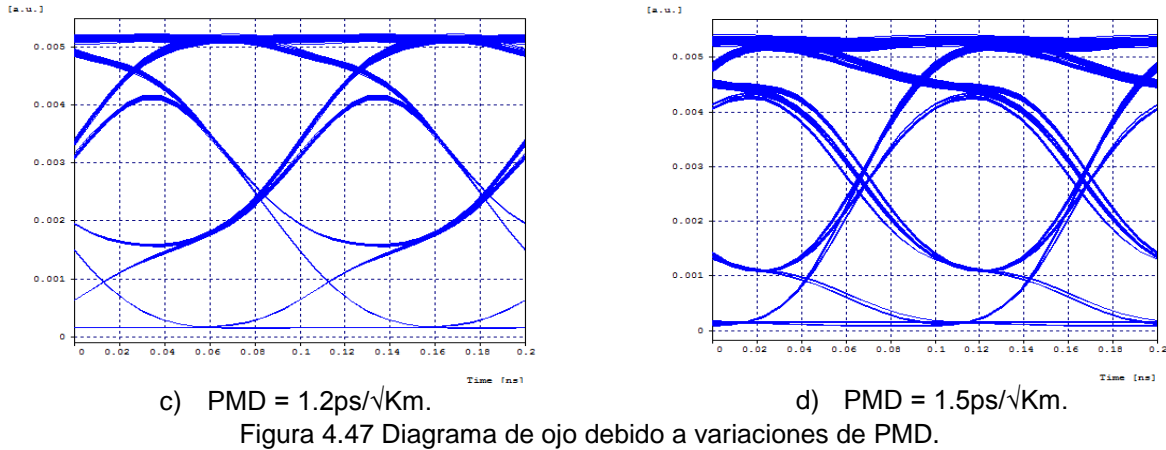 [a.u.]
0.005
0.004
0.003
0.002
0.001
0
0 0.02 0.04 0.06 0.08 0.1 0.12 0.14 0.16 0.18 0.2
Time [ns]
c) PMD = 1.2ps/√Km.
[a.u.]
0.005
0.004
0.003
0.002
0.001
0
0 0.02 0.04 0.06 0.08 0.1 0.12 0.14 0.16 0.18 0.2
Time [ns]
d) PMD = 1.5ps/√Km.
Figura 4.47 Diagrama de ojo debido a variaciones de PMD.